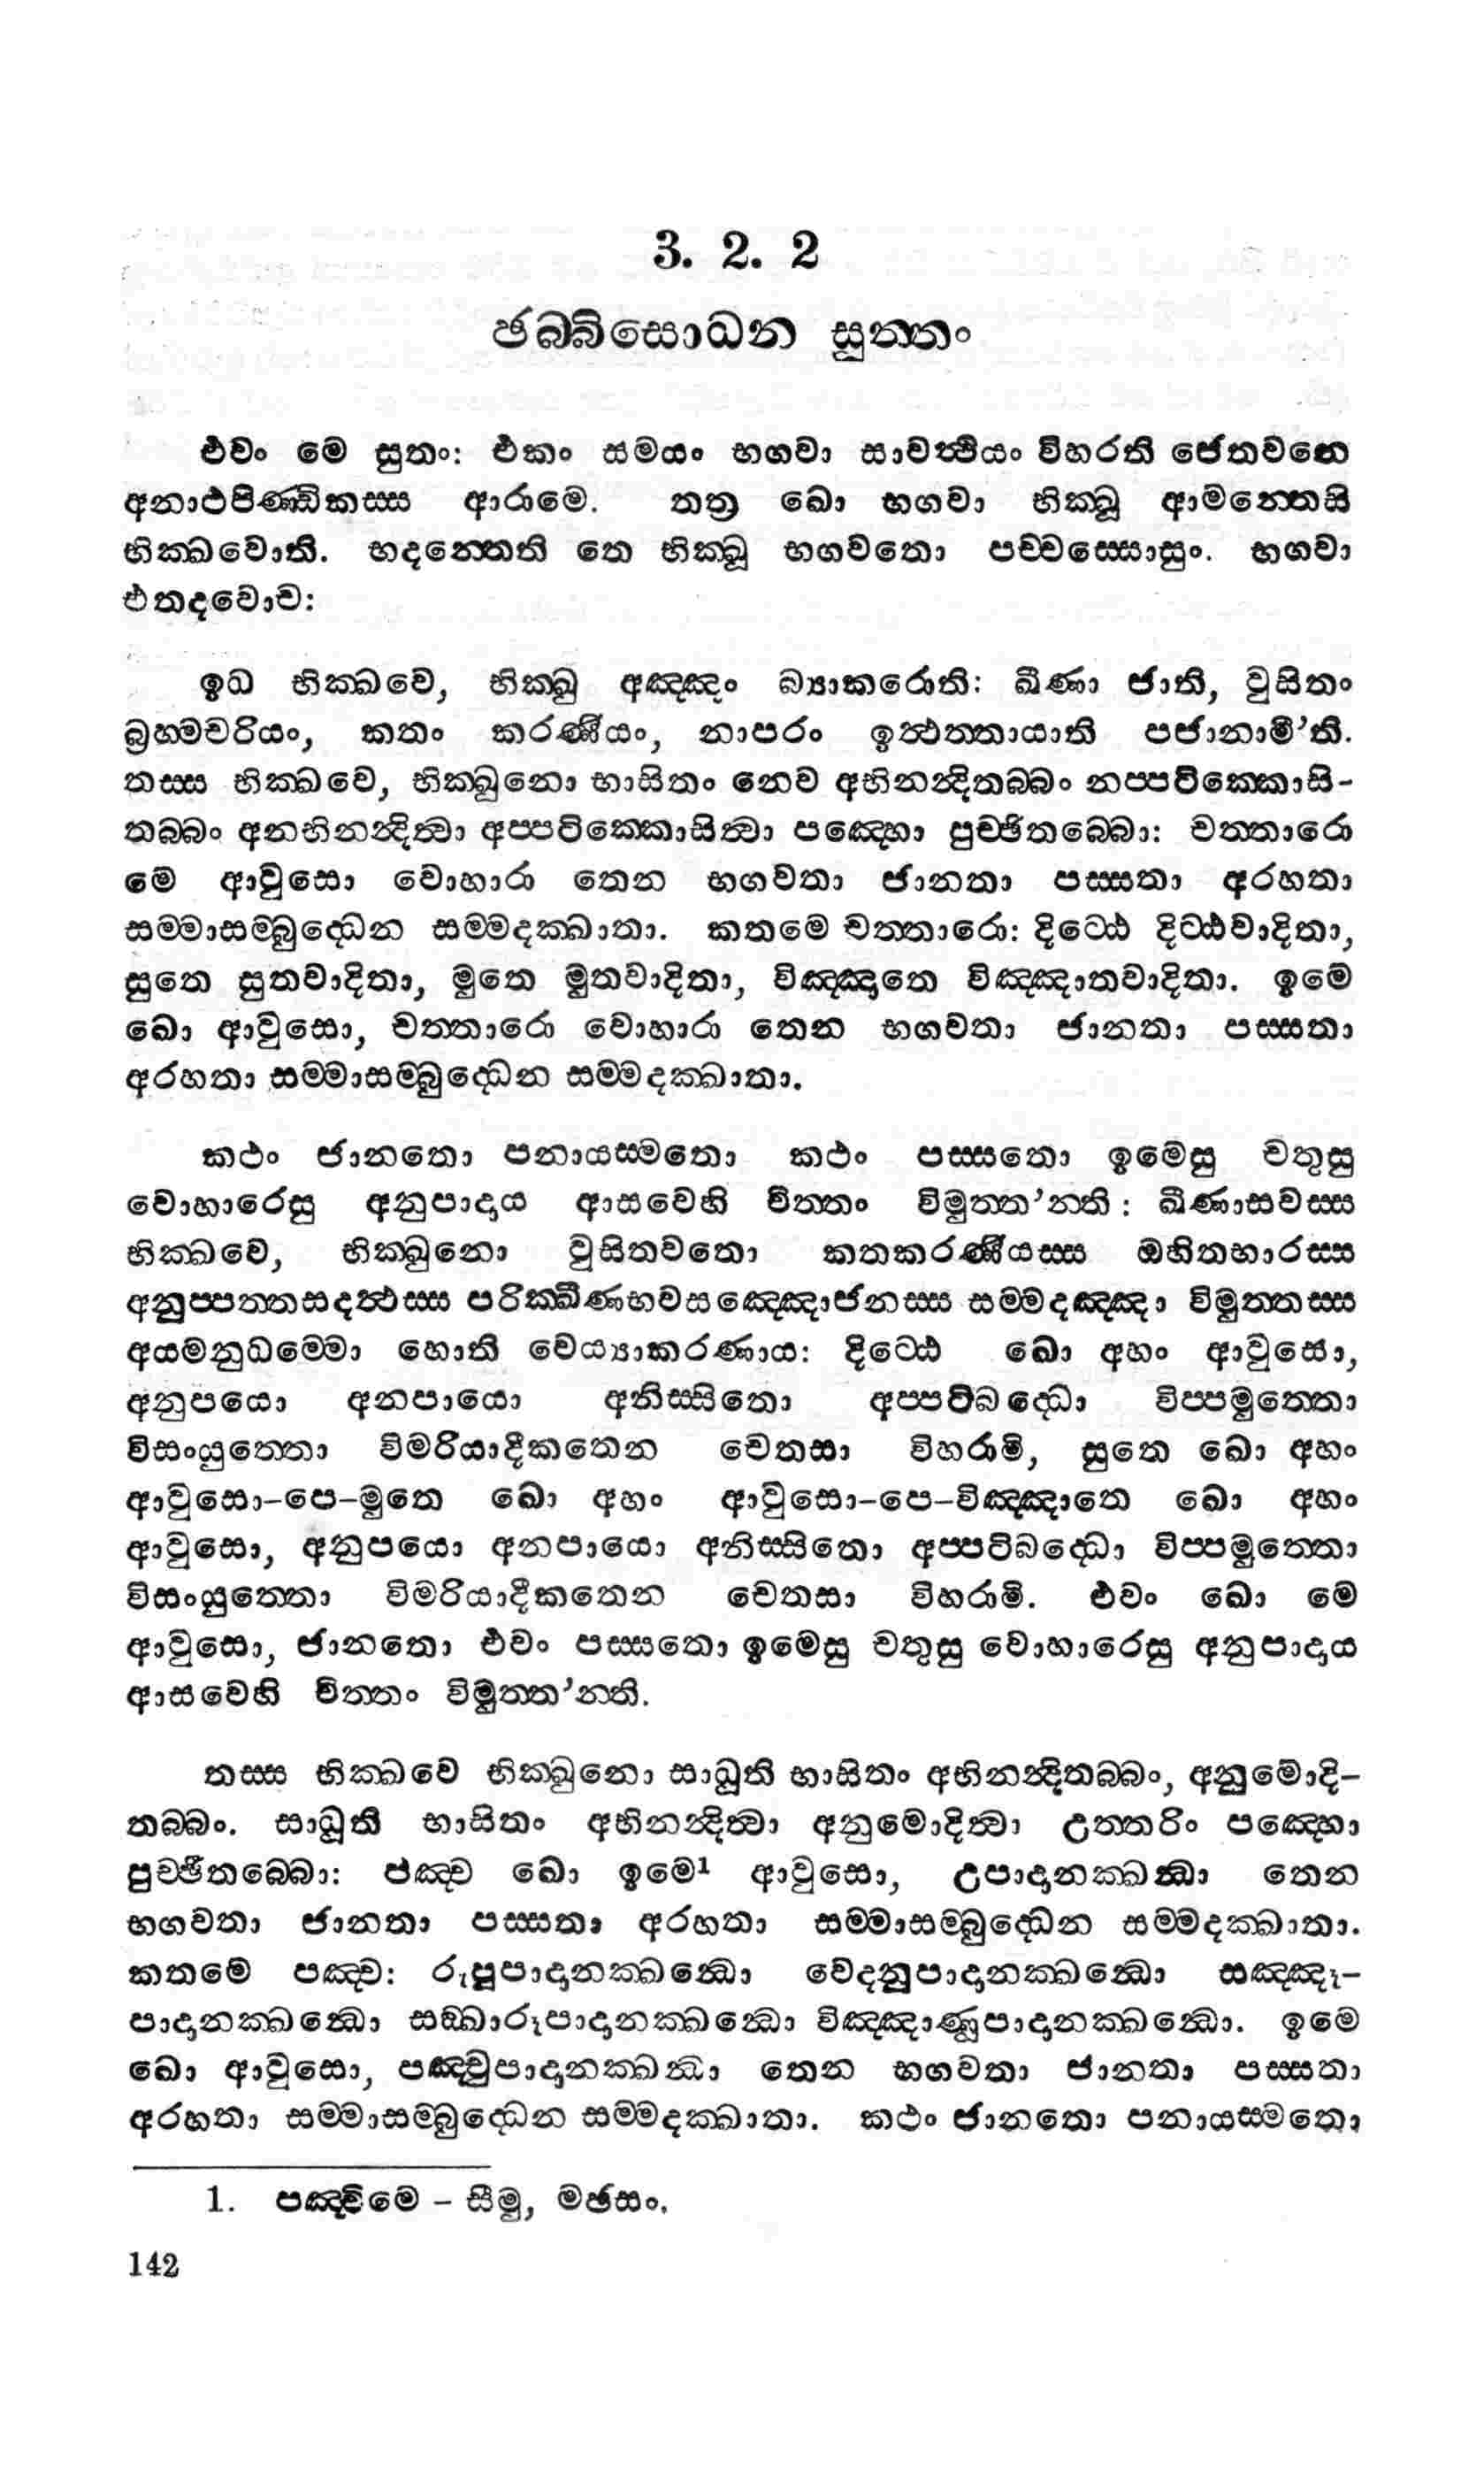 3. 2. 2
ඡබ්බිසොධන සුත්තං
එවං මෙ සුතං: එකං සමයං භගවා සාවත්ථියං විහරති ජෙතවනෙ
අනාථපිණ්ඩිකස්ස ආරාමෙ. තත්‍ර ඛො භගවා භික්ඛූ ආමන්තෙසි
භික්ඛවොති. භදන්තෙති තෙ භික්ඛූ භගවතො පච්චස්සොසුං. භගවා
එතදවොච:
ඉධ භික්ඛවෙ, භික්ඛු අඤ්ඤං බ්‍යාකරොති: ඛීණා ජාති, වුසිතං
බ්‍රහ්මචරියං, කතං කරණීයං, නාපරං ඉත්ථත්තායාති පජානාමී’ති.
තස්ස භික්ඛවෙ, භික්ඛුනො භාසිතං නෙව අභිනන්දිතබ්බං නප්පටික්කොසි-
තබ්බං අනභිනන්දිත්වා අප්පටික්කොසිත්වා පඤ්හො පුච්ඡිතබ්බො: චත්තාරො
මෙ ආවුසො වොහාරා තෙන භගවතා ජානතා පස්සතා අරහතා
සම්මාසම්බුද්ධෙන සම්මදක්ඛාතා. කතමෙ චත්තාරො: දිට්ඨෙ දිට්ඨවාදිතා,
සුතෙ සුතවාදිතා, මුතෙ මුතවාදිතා, විඤ්ඤාතෙ විඤ්ඤාතවාදිතා. ඉමෙ
ඛො ආවුසො, චත්තාරො වොහාරා තෙන භගවතා ජානතා පස්සතා
අරහතා සම්මාසම්බුද්ධෙන සම්මදක්ඛාතා.
කථං ජානතො පනායස්මතො කථං පස්සතො ඉමෙසු චතුසු
වොහාරෙසු අනුපාදාය ආසවෙහි චිත්තං විමුත්ත’න්ති: ඛීණාසවස්ස
භික්ඛවෙ, භික්ඛුනො වුසිතවතො කතකරණීයස්ස ඔහිතභාරස්ස
අනුප්පත්තසදත්ථස්ස පරික්ඛීණභවසඤ්ඤොජනස්ස සම්මදඤ්ඤා විමුත්තස්ස
අයමනුධම්මො හොති වෙය්‍යාකරණාය: දිට්ඨෙ ඛො අහං ආවුසො,
අනුපයො අනපායො අනිස්සිතො අප්පටිබද්ධො විප්පමුත්තො
විසංයුත්තො විමරියාදීකතෙන චෙතසා විහරාමි, සුතෙ ඛො අහං
ආවුසො-පෙ-මුතෙ ඛො අහං ආවුසො-පෙ-විඤ්ඤාතෙ ඛො අහං
ආවුසො, අනුපයො අනපායො අනිස්සිතො අප්පටිබද්ධො විප්පමුත්තො
විසංයුත්තො විමරියාදීකතෙන චෙතසා විහරාමි. එවං ඛො මෙ
ආවුසො, ජානතො එවං පස්සතො ඉමෙසු චතුසු වොහාරෙසු අනුපාදාය
ආසවෙහි චිත්තං විමුත්ත’න්ති.
තස්ස භික්ඛවෙ භික්ඛුනො සාධූති භාසිතං අභිනන්දිතබ්බං, අනුමොදි-
තබ්බං. සාධූති භාසිතං අභිනන්දිත්වා අනුමොදිත්වා උත්තරිං පඤ්හො
පුච්ඡිතබ්බො: පඤ්ච ඛො ඉමෙ¹ ආවුසො, උපාදානක්ඛන්ධා තෙන
භගවතා ජානතා පස්සතා අරහතා සම්මාසම්බුද්ධෙන සම්මදක්ඛාතා.
කතමෙ පඤ්ච: රූපූපාදානක්ඛන්ධො වෙදනූපාදානක්ඛන්ධො සඤ්ඤූ-
පාදානක්ඛන්ධො සඞ්ඛාරූපාදානක්ඛන්ධො විඤ්ඤාණූපාදානක්ඛන්ධො. ඉමෙ
ඛො ආවුසො, පඤ්චුපාදානක්ඛන්ධා තෙන භගවතා ජානතා පස්සතා
අරහතා සම්මාසම්බුද්ධෙන සම්මදක්ඛාතා. කථං ජානතො පනායස්මතො
1. පඤ්චිමෙ - සීමු, මඡසං.
142